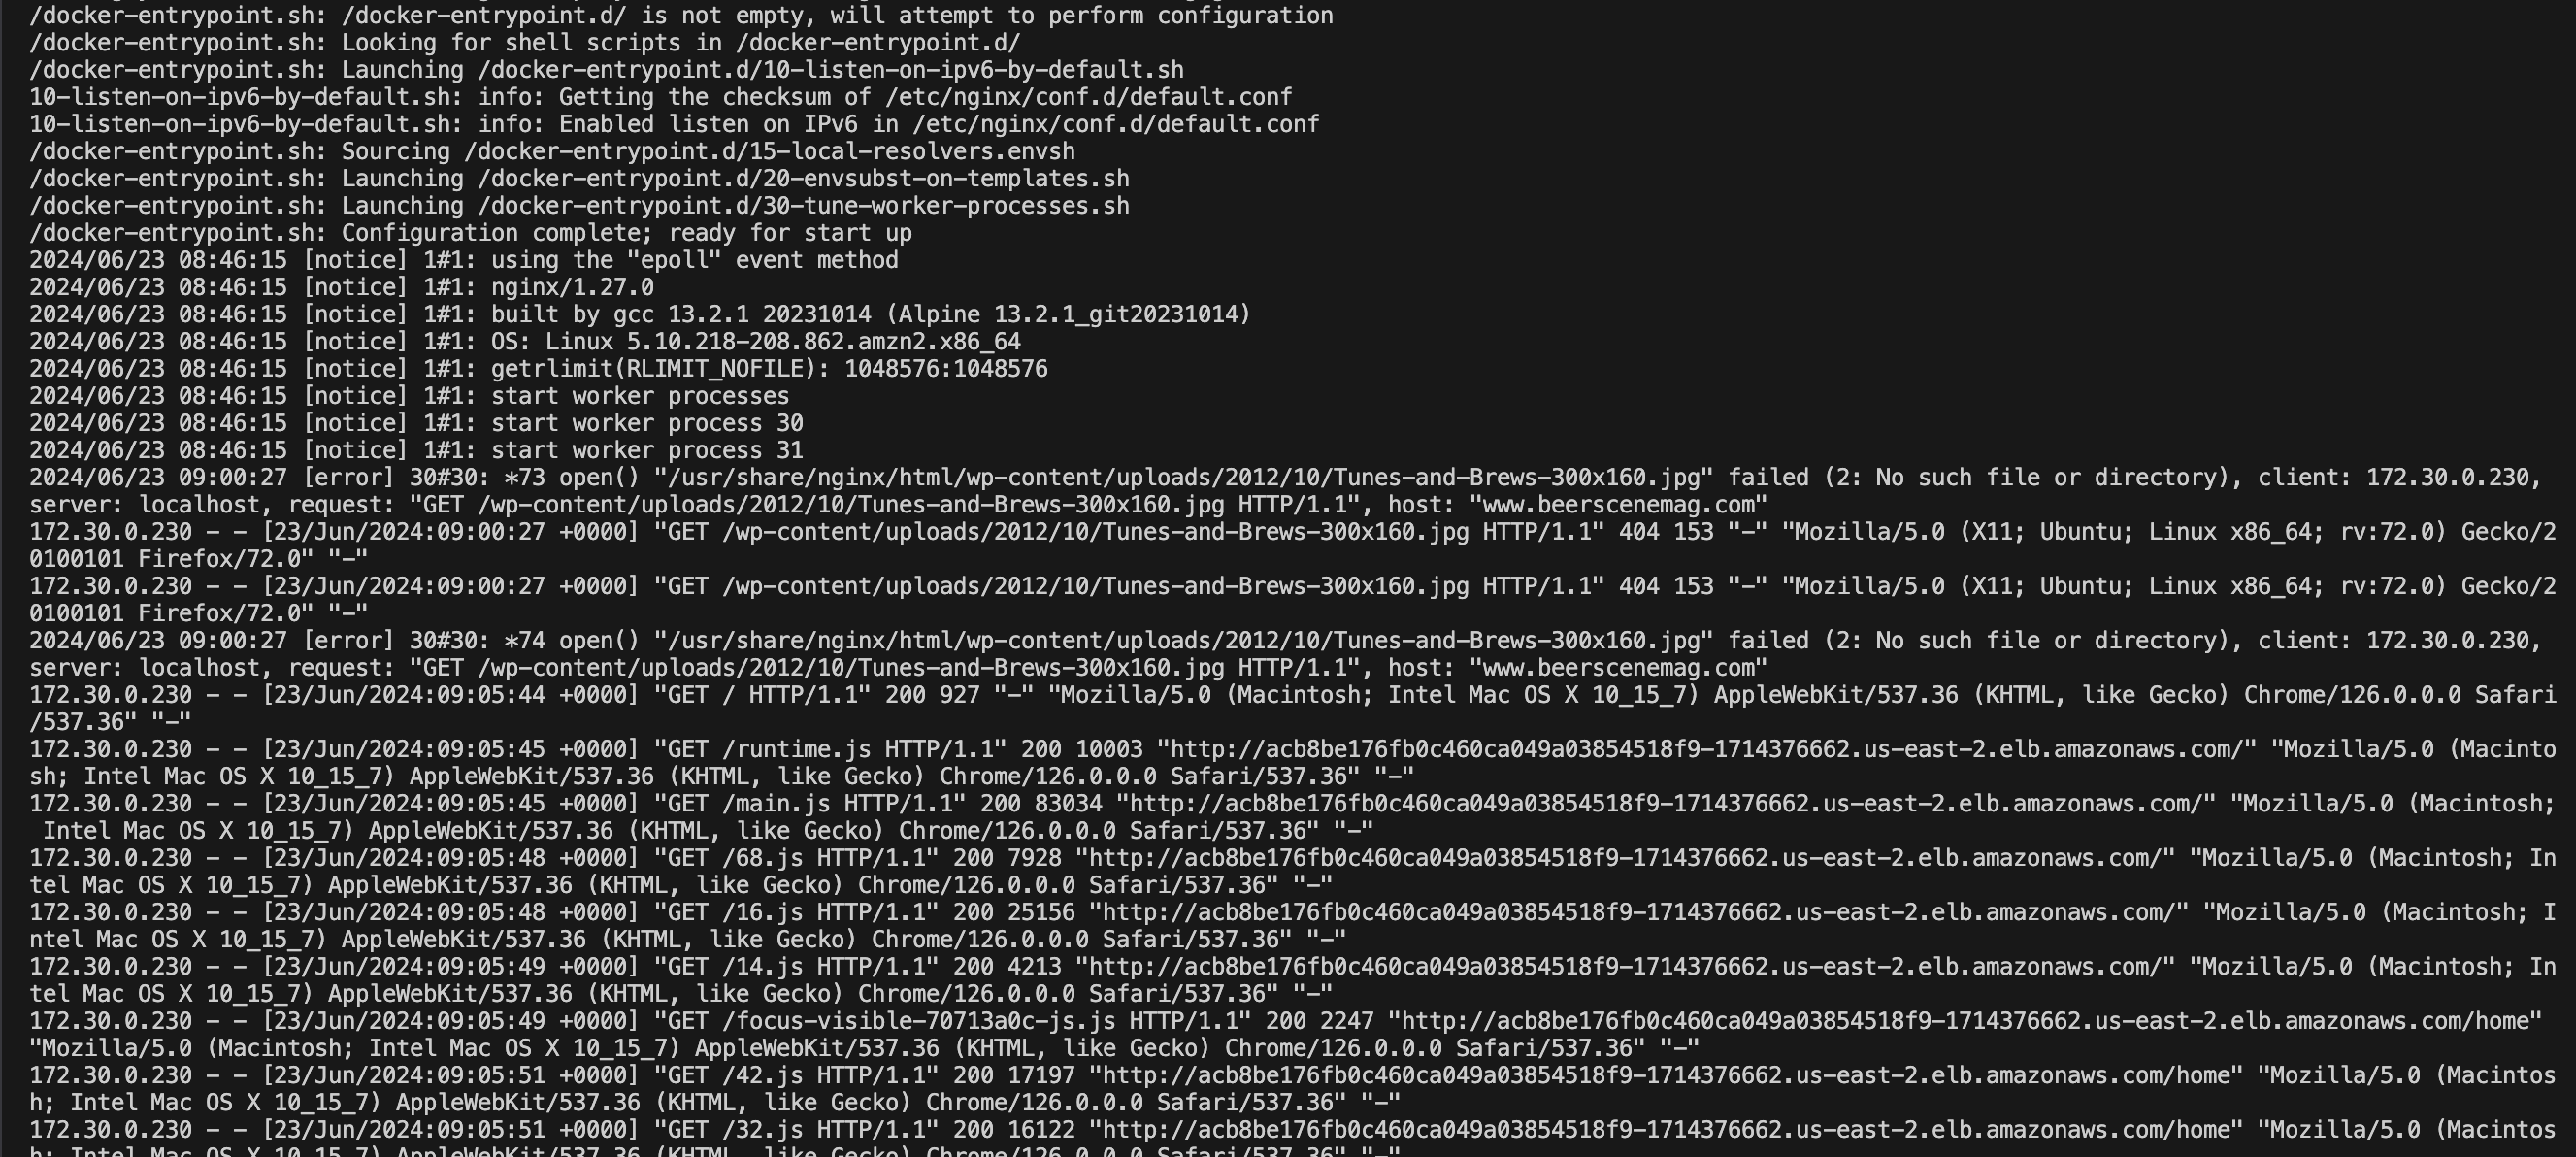 /docker-entrypoint.sh: /docker-entrypoint.d/ is not empty, will attempt to perform configuration
/docker-entrypoint.sh: Looking for shell scripts in /docker-entrypoint.d/
/docker-entrypoint.sh: Launching /docker-entrypoint.d/10-listen-on-ipv6-by-default.sh
10-listen-on-ipv6-by-default.sh: info: Getting the checksum of /etc/nginx/conf.d/default.conf
10-listen-on-ipv6-by-default.sh: info: Enabled listen on IPv6 in /etc/nginx/conf.d/default.conf
/docker-entrypoint.sh: Sourcing /docker-entrypoint.d/15-local-resolvers.envsh
/docker-entrypoint.sh: Launching /docker-entrypoint.d/20-envsubst-on-templates.sh
/docker-entrypoint.sh: Launching /docker-entrypoint.d/30-tune-worker-processes.sh
/docker-entrypoint.sh: Configuration complete; ready for start up
2024/06/23 08:46:15 [notice] 1#1: using the "epoll" event method
2024/06/23 08:46:15 [notice] 1#1: nginx/1.27.0
2024/06/23 08:46:15 [notice] 1#1: built by gcc 13.2.1 20231014 (Alpine 13.2.1_git20231014)
2024/06/23 08:46:15 [notice] 1#1: OS: Linux 5.10.218-208.862.amzn2.x86_64
2024/06/23 08:46:15 [notice] 1#1: getrlimit(RLIMIT_NOFILE): 1048576:1048576
2024/06/23 08:46:15 [notice] 1#1: start worker processes
2024/06/23 08:46:15 [notice] 1#1: start worker process 30
2024/06/23 08:46:15 [notice] 1#1: start worker process 31
2024/06/23 09:00:27 [error] 30#30: *73 open() "/usr/share/nginx/html/wp-content/uploads/2012/10/Tunes-and-Brews-300x160.jpg" failed (2: No such file or directory), client: 172.30.0.230,
server: localhost, request: "GET /wp-content/uploads/2012/10/Tunes-and-Brews-300x160.jpg HTTP/1.1", host: "www.beerscenemag.com"
172.30.0.230 - - [23/Jun/2024:09:00:27 +0000] "GET /wp-content/uploads/2012/10/Tunes-and-Brews-300x160.jpg HTTP/1.1" 404 153 "-" "Mozilla/5.0 (X11; Ubuntu; Linux x86_64; rv:72.0) Gecko/2
0100101 Firefox/72.0" "-"
172.30.0.230 - - [23/Jun/2024:09:00:27 +0000] "GET /wp-content/uploads/2012/10/Tunes-and-Brews-300x160.jpg HTTP/1.1" 404 153 "-" "Mozilla/5.0 (X11; Ubuntu; Linux x86_64; rv:72.0) Gecko/2
0100101 Firefox/72.0" "-"
2024/06/23 09:00:27 [error] 30#30: *74 open() "/usr/share/nginx/html/wp-content/uploads/2012/10/Tunes-and-Brews-300x160.jpg" failed (2: No such file or directory), client: 172.30.0.230,
server: localhost, request: "GET /wp-content/uploads/2012/10/Tunes-and-Brews-300x160.jpg HTTP/1.1", host: "www.beerscenemag.com"
172.30.0.230 - - [23/Jun/2024:09:05:44 +0000] "GET / HTTP/1.1" 200 927 "-" "Mozilla/5.0 (Macintosh; Intel Mac OS X 10_15_7) AppleWebKit/537.36 (KHTML, like Gecko) Chrome/126.0.0.0 Safari
/537.36" "-"
172.30.0.230 - - [23/Jun/2024:09:05:45 +0000] "GET /runtime.js HTTP/1.1" 200 10003 "http://acb8be176fb0c460ca049a03854518f9-1714376662.us-east-2.elb.amazonaws.com/" "Mozilla/5.0 (Macinto
sh; Intel Mac OS X 10_15_7) AppleWebKit/537.36 (KHTML, like Gecko) Chrome/126.0.0.0 Safari/537.36" "-"
172.30.0.230 - - [23/Jun/2024:09:05:45 +0000] "GET /main.js HTTP/1.1" 200 83034 "http://acb8be176fb0c460ca049a03854518f9-1714376662.us-east-2.elb.amazonaws.com/" "Mozilla/5.0 (Macintosh;
 Intel Mac OS X 10_15_7) AppleWebKit/537.36 (KHTML, like Gecko) Chrome/126.0.0.0 Safari/537.36" "-"
172.30.0.230 - - [23/Jun/2024:09:05:48 +0000] "GET /68.js HTTP/1.1" 200 7928 "http://acb8be176fb0c460ca049a03854518f9-1714376662.us-east-2.elb.amazonaws.com/" "Mozilla/5.0 (Macintosh; In
tel Mac OS X 10_15_7) AppleWebKit/537.36 (KHTML, like Gecko) Chrome/126.0.0.0 Safari/537.36" "-"
172.30.0.230 - - [23/Jun/2024:09:05:48 +0000] "GET /16.js HTTP/1.1" 200 25156 "http://acb8be176fb0c460ca049a03854518f9-1714376662.us-east-2.elb.amazonaws.com/" "Mozilla/5.0 (Macintosh; I
ntel Mac OS X 10_15_7) AppleWebKit/537.36 (KHTML, like Gecko) Chrome/126.0.0.0 Safari/537.36" "-"
172.30.0.230 - - [23/Jun/2024:09:05:49 +0000] "GET /14.js HTTP/1.1" 200 4213 "http://acb8be176fb0c460ca049a03854518f9-1714376662.us-east-2.elb.amazonaws.com/" "Mozilla/5.0 (Macintosh; In
tel Mac OS X 10_15_7) AppleWebKit/537.36 (KHTML, like Gecko) Chrome/126.0.0.0 Safari/537.36" "-"
172.30.0.230 - - [23/Jun/2024:09:05:49 +0000] "GET /focus-visible-70713a0c-js.js HTTP/1.1" 200 2247 "http://acb8be176fb0c460ca049a03854518f9-1714376662.us-east-2.elb.amazonaws.com/home"
"Mozilla/5.0 (Macintosh; Intel Mac OS X 10_15_7) AppleWebKit/537.36 (KHTML, like Gecko) Chrome/126.0.0.0 Safari/537.36" "-"
172.30.0.230 - - [23/Jun/2024:09:05:51 +0000] "GET /42.js HTTP/1.1" 200 17197 "http://acb8be176fb0c460ca049a03854518f9-1714376662.us-east-2.elb.amazonaws.com/home" "Mozilla/5.0 (Macintos
h; Intel Mac OS X 10_15_7) AppleWebKit/537.36 (KHTML, like Gecko) Chrome/126.0.0.0 Safari/537.36" "-"
172.30.0.230 - - [23/Jun/2024:09:05:51 +0000] "GET /32.js HTTP/1.1" 200 16122 "http://acb8be176fb0c460ca049a03854518f9-1714376662.us-east-2.elb.amazonaws.com/home" "Mozilla/5.0 (Macintos
h; Intel Mac OS X 10_15_7) AppleWebKit/537.36 (KHTML, like Gecko) Chrome/126.0.0.0 Safari/537.36" "-"